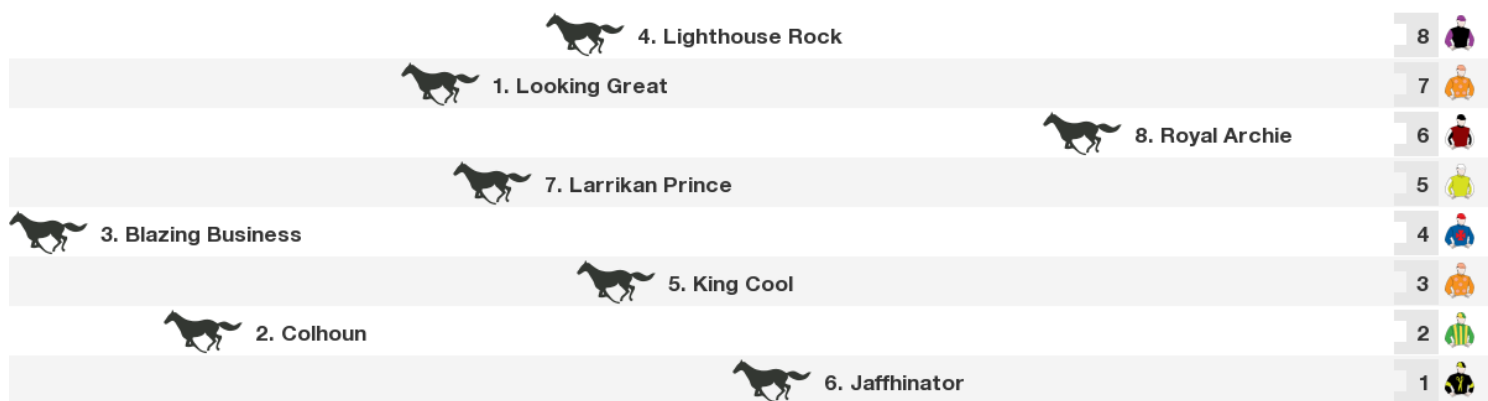 4. Lighthouse Rock 8
1. Looking Great 7
8. Royal Archie 6
7. Larrikan Prince 5
3. Blazing Business 4
5. King Cool 3
2. Colhoun 2
6. Jaffhinator 1